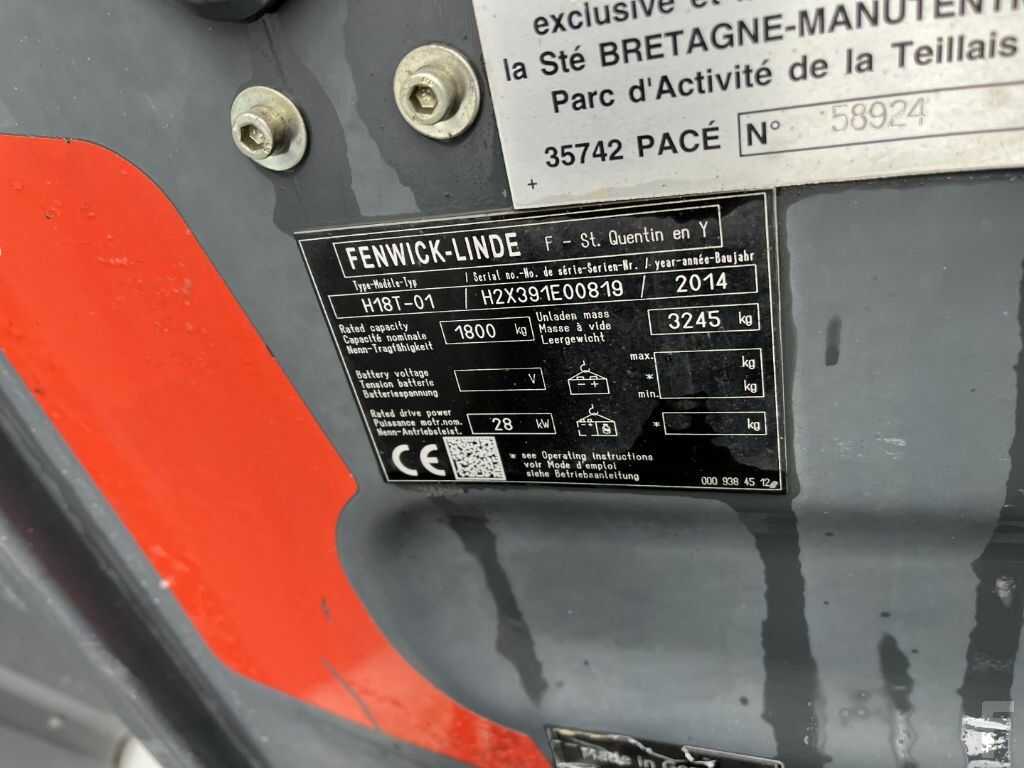 exclusive et
la Sté BRETAGNE-MANUTENTI
Parc d'Activité de la Teillais
35742 PACÉ N° 58924
FENWICK-LINDE F - St. Quentin en Y
Type-Modèle-Typ / Serial no.-No. de série-Serien-Nr. / year-année-Baujahr
H18T-01 / H2X391E00819 / 2014
Rated capacity
Capacité nominale
Nenn-Tragfähigkeit
1800 kg
Unladen mass
Masse à vide
Leergewicht
3245 kg
Battery voltage
Tension batterie
Batteriespannung
V
max. kg
*
min. kg
Rated drive power
Puissance motr.nom.
Nenn-Antriebsleist.
28 kW
* kg
CE
* see Operating instructions
voir Mode d'emploi
siehe Betriebsanleitung
000 938 45 12
Made in